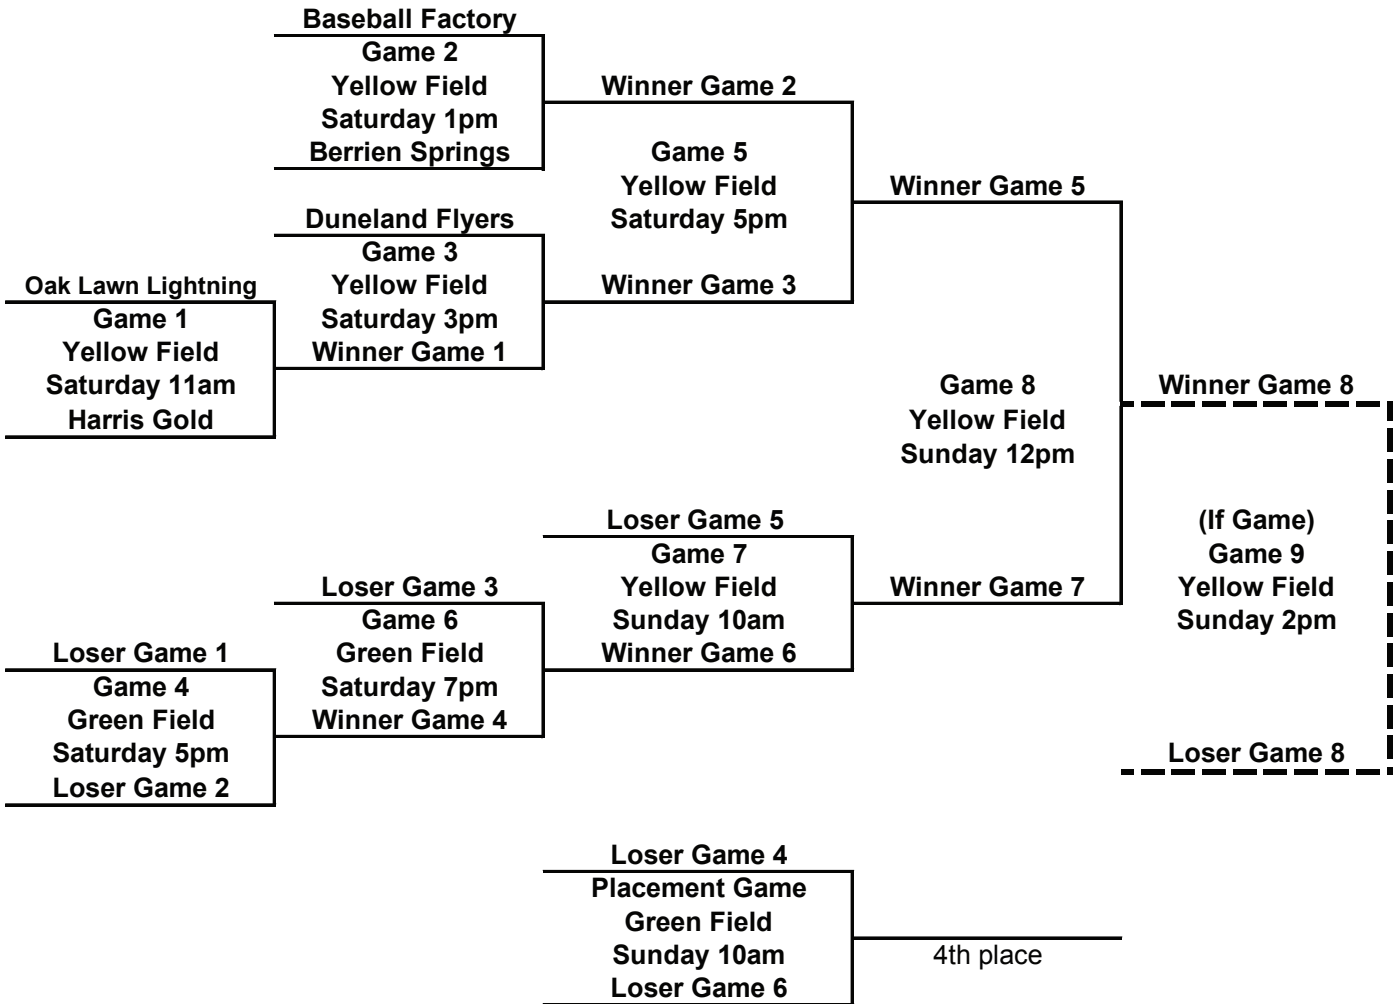 Baseball Factory
Game 2
Yellow Field
Saturday 1pm
Berrien Springs
Winner Game 2
Game 5
Yellow Field
Saturday 5pm
Winner Game 3
Winner Game 5
Duneland Flyers
Game 3
Yellow Field
Saturday 3pm
Winner Game 1
Oak Lawn Lightning
Game 1
Yellow Field
Saturday 11am
Harris Gold
Game 8
Yellow Field
Sunday 12pm
Winner Game 8
(If Game)
Game 9
Yellow Field
Sunday 2pm
Loser Game 8
Loser Game 5
Game 7
Yellow Field
Sunday 10am
Winner Game 6
Winner Game 7
Loser Game 3
Game 6
Green Field
Saturday 7pm
Winner Game 4
Loser Game 1
Game 4
Green Field
Saturday 5pm
Loser Game 2
Loser Game 4
Placement Game
Green Field
Sunday 10am
Loser Game 6
4th place